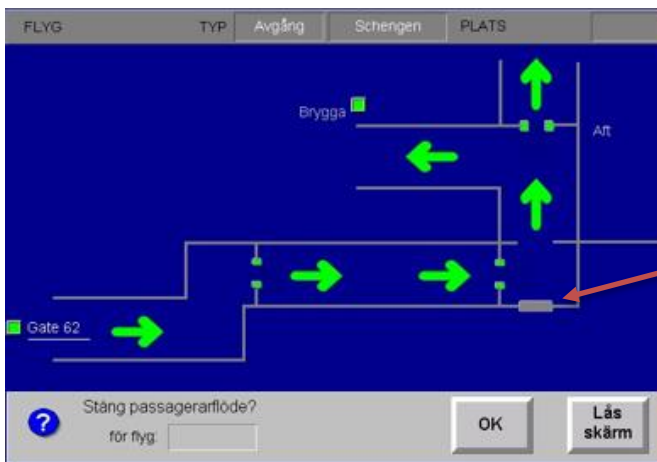 FLYG TYP Avgång Schengen PLATS
Brygga
Aft
Gate 62
Stäng passagerarflöde?
för flyg:
OK
Lås
skärm